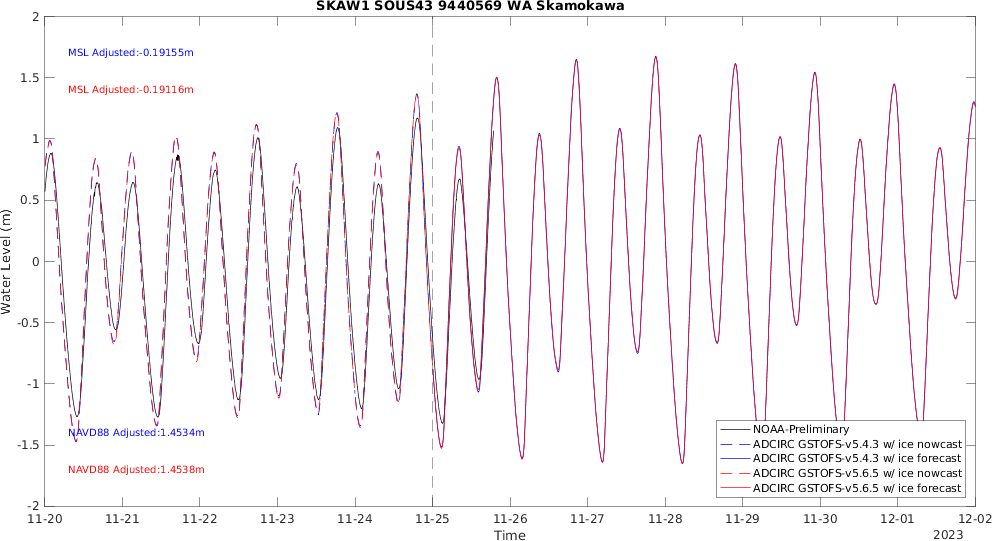 SKAW1 SOUS43 9440569 WA Skamokawa
MSL Adjusted:-0.19155m
MSL Adjusted:-0.19116m
NAVD88 Adjusted:1.4534m
NAVD88 Adjusted:1.4538m
2
1.5
1
0.5
0
-0.5
-1
-1.5
-2
Water Level (m)
NOAA-Preliminary
ADCIRC GSTOFS-v5.4.3 w/ ice nowcast
ADCIRC GSTOFS-v5.4.3 w/ ice forecast
ADCIRC GSTOFS-v5.6.5 w/ ice nowcast
ADCIRC GSTOFS-v5.6.5 w/ ice forecast
11-20 11-21 11-22 11-23 11-24 11-25 11-26 11-27 11-28 11-29 11-30 12-01 12-02
Time
2023